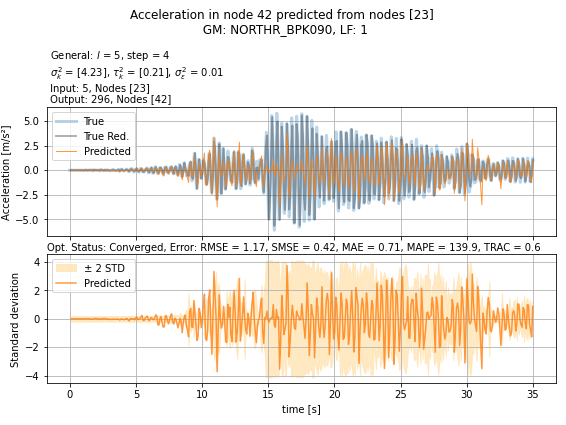 Acceleration in node 42 predicted from nodes [23]
GM: NORTHR_BPK090, LF: 1
General: l = 5, step = 4
σ²ₖ = [4.23], τ²ₖ = [0.21], σ²ε = 0.01
Input: 5, Nodes [23]
Output: 296, Nodes [42]
Acceleration [m/s²]
5.0
2.5
0.0
−2.5
−5.0
True
True Red.
Predicted
Opt. Status: Converged, Error: RMSE = 1.17, SMSE = 0.42, MAE = 0.71, MAPE = 139.9, TRAC = 0.6
Standard deviation
4
2
0
−2
−4
± 2 STD
Predicted
0 5 10 15 20 25 30 35
time [s]